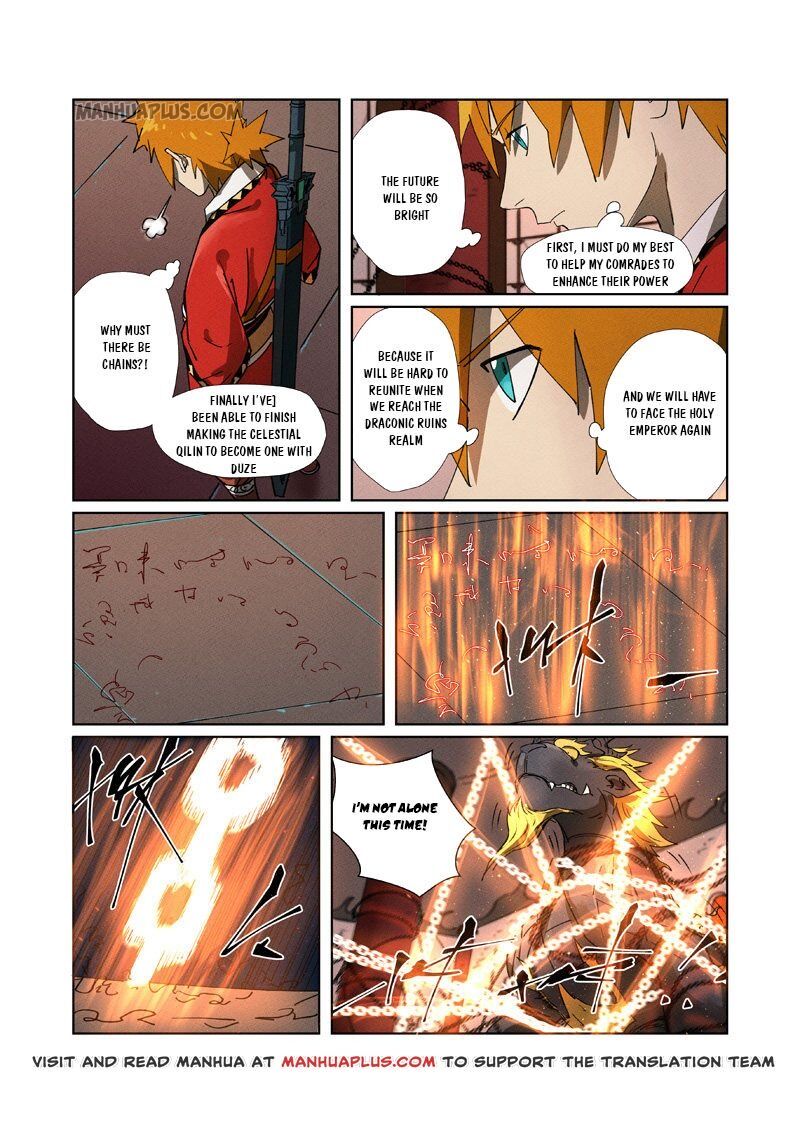 MANHUAPLUS.COM
WHY MUST
THERE BE
CHAINS?!
FINALLY I'VE]
BEEN ABLE TO FINISH
MAKING THE CELESTIAL
QILIN TO BECOME ONE WITH
DUZE
THE FUTURE
WILL BE SO
BRIGHT
FIRST, I MUST DO MY BEST
TO HELP MY COMRADES TO
ENHANCE THEIR POWER
BECAUSE IT
WILL BE HARD TO
REUNITE WHEN
WE REACH THE
DRACONIC RUINS
REALM
AND WE WILL HAVE
TO FACE THE HOLY
EMPEROR AGAIN
I'M NOT ALONE
THIS TIME!
VISIT AND READ MANHUA AT MANHUAPLUS.COM TO SUPPORT THE TRANSLATION TEAM